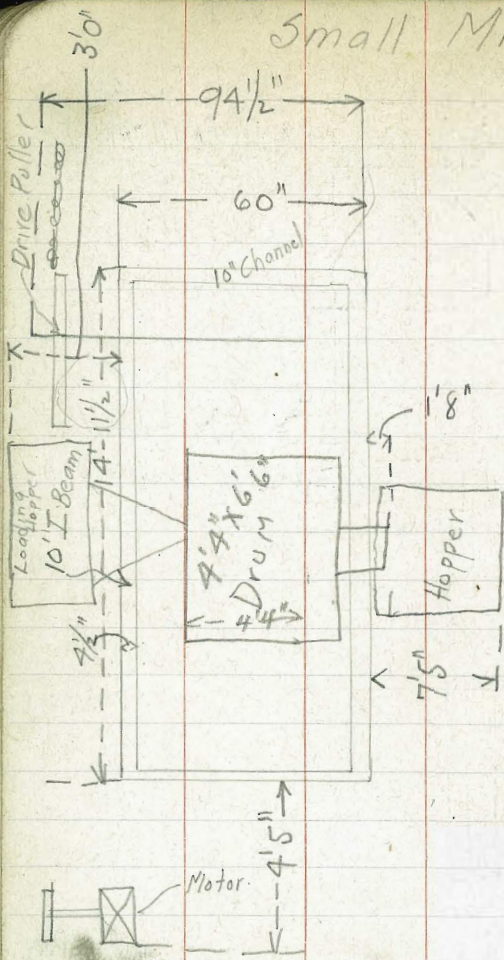 Small
3'0"
94½"
Drive Puller
60"
10" Channel
14'-11½"
1'8"
Loading
Hopper
10" I Beam
4'4" X 6'6"
Drum
4'4"
Hopper
4½"
7'5"
4'5"
Motor